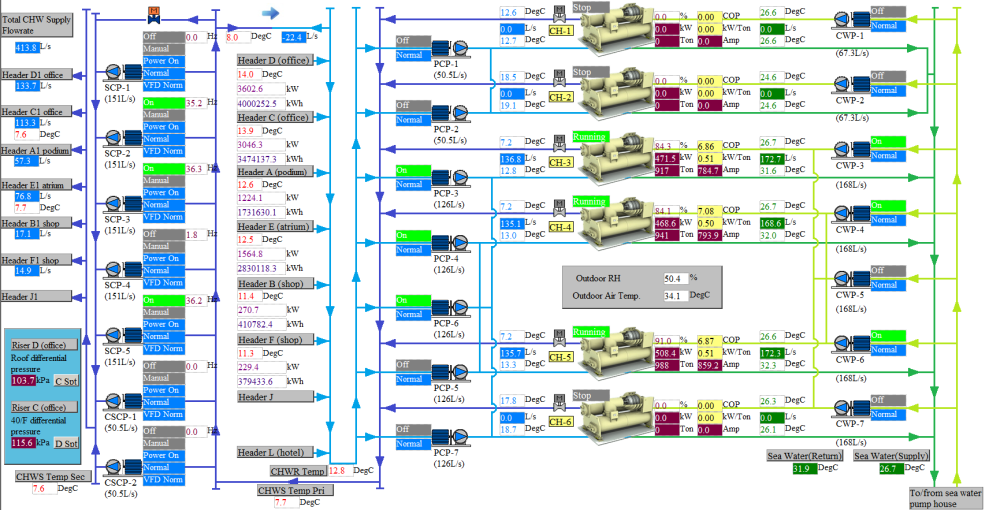 Total CHW Supply
Flowrate
413.8 L/s
Header D1 office
133.7 L/s
Header C1 office
113.3 L/s
7.6 DegC
Header A1 podium
57.3 L/s
Header E1 atrium
76.8 L/s
7.7 DegC
Header B1 shop
17.1 L/s
Header F1 shop
14.9 L/s
Header J1
Riser D (office)
Roof differential
pressure
103.7 kPa C Spt
Riser C (office)
40/F differential
pressure
115.6 kPa D Spt
CHWS Temp Sec
7.6 DegC
Off 0.0 Hz
Manual
Power On
Normal
VFD Norm
SCP-1
(151L/s)
On 35.2 Hz
Manual
Power On
Normal
VFD Norm
SCP-2
(151L/s)
On 36.3 Hz
Manual
Power On
Normal
VFD Norm
SCP-3
(151L/s)
Off 1.8 Hz
Manual
Power On
Normal
VFD Norm
SCP-4
(151L/s)
On 36.2 Hz
Manual
Power On
Normal
VFD Norm
SCP-5
(151L/s)
Off 0.0 Hz
Manual
Power On
Normal
VFD Norm
CSCP-1
(50.5L/s)
Off 0.0 Hz
Manual
Power On
Normal
VFD Norm
CSCP-2
(50.5L/s)
8.0 DegC -22.4 L/s
Header D (office)
14.0 DegC
3602.6 kW
4000252.5 kWh
Header C (office)
13.9 DegC
3046.3 kW
3474137.3 kWh
Header A (podium)
12.6 DegC
1224.1 kW
1731630.1 kWh
Header E (atrium)
12.5 DegC
1564.8 kW
2830118.3 kWh
Header B (shop)
11.4 DegC
270.7 kW
410782.4 kWh
Header F (shop)
11.3 DegC
229.4 kW
379433.6 kWh
Header J
Header L (hotel)
CHWR Temp 12.8 DegC
CHWS Temp Pri
7.7 DegC
Off
Normal
PCP-1
(50.5L/s)
Off
Normal
PCP-2
(50.5L/s)
On
Normal
PCP-3
(126L/s)
On
Normal
PCP-4
(126L/s)
On
Normal
PCP-6
(126L/s)
Off
Normal
PCP-5
(126L/s)
Off
Normal
PCP-7
(126L/s)
12.6 DegC Stop 0.0 % 0.00 COP 26.6 DegC
0.0 L/s CH-1 0.0 kW 0.00 kW/Ton 0.0 L/s
12.7 DegC 0 Ton 0.0 Amp 26.6 DegC
18.5 DegC Stop 0.0 % 0.00 COP 24.6 DegC
0.0 L/s CH-2 0.0 kW 0.00 kW/Ton 0.0 L/s
19.1 DegC 0 Ton 0.0 Amp 24.6 DegC
7.2 DegC Running 84.3 % 6.86 COP 26.7 DegC
136.8 L/s CH-3 471.5 kW 0.51 kW/Ton 172.7 L/s
12.8 DegC 917 Ton 784.7 Amp 31.6 DegC
7.2 DegC Running 84.1 % 7.08 COP 26.7 DegC
135.1 L/s CH-4 468.6 kW 0.50 kW/Ton 168.6 L/s
13.0 DegC 941 Ton 793.9 Amp 32.0 DegC
Outdoor RH 50.4 %
Outdoor Air Temp. 34.1 DegC
7.2 DegC Running 91.0 % 6.87 COP 26.6 DegC
135.7 L/s CH-5 508.4 kW 0.51 kW/Ton 172.3 L/s
13.3 DegC 988 Ton 859.2 Amp 32.3 DegC
17.8 DegC Stop 0.0 % 0.00 COP 26.3 DegC
0.0 L/s CH-6 0.0 kW 0.00 kW/Ton 0.0 L/s
18.7 DegC 0 Ton 0.0 Amp 26.1 DegC
CWP-1 Off
Normal
(67.3L/s)
CWP-2 Off
Normal
(67.3L/s)
CWP-3 On
Normal
(168L/s)
CWP-4 On
Normal
(168L/s)
CWP-5 Off
Normal
(168L/s)
CWP-6 On
Normal
(168L/s)
CWP-7 Off
Normal
(168L/s)
Sea Water(Return) Sea Water(Supply)
31.9 DegC 26.7 DegC
To/from sea water
pump house